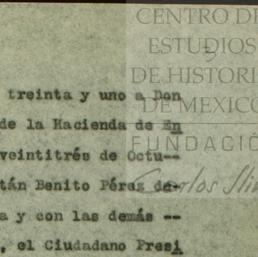 CENTRO DE
ESTUDIOS
DE HISTORI
DE MEXICO
FUNDACIÓ
Carlos Slim
treinta y uno a Don
de la Hacienda de En
veintitrés de Octu--
tán Benito Pérez de-
a y con las demás --
, el Ciudadano Presi